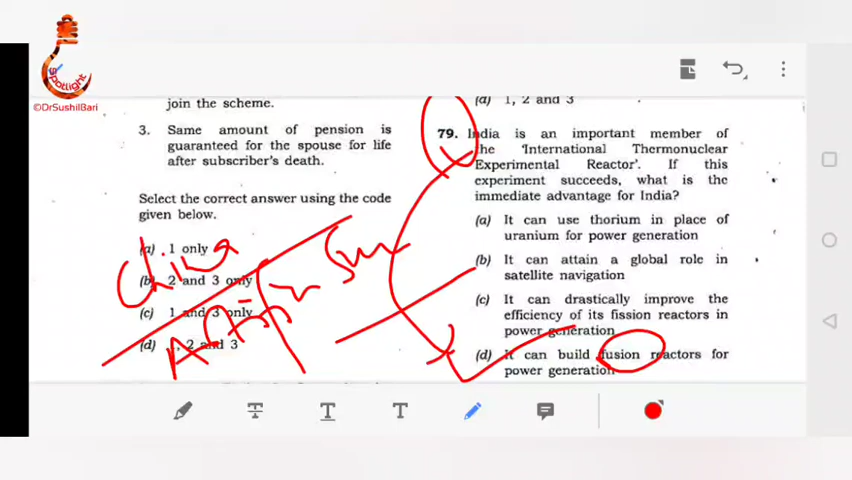 Spotlight
©DrSushilBari
join the scheme.
3. Same amount of pension is
guaranteed for the spouse for life
after subscriber's death.
Select the correct answer using the code
given below.
(a) 1 only
(b) 2 and 3 only
(c) 1 and 3 only
(d) 1, 2 and 3
China
Artificial Sun
(d) 1, 2 and 3
79. India is an important member of
the 'International Thermonuclear
Experimental Reactor'. If this
experiment succeeds, what is the
immediate advantage for India?
(a) It can use thorium in place of
uranium for power generation
(b) It can attain a global role in
satellite navigation
(c) It can drastically improve the
efficiency of its fission reactors in
power generation
(d) It can build fusion reactors for
power generation
T T T